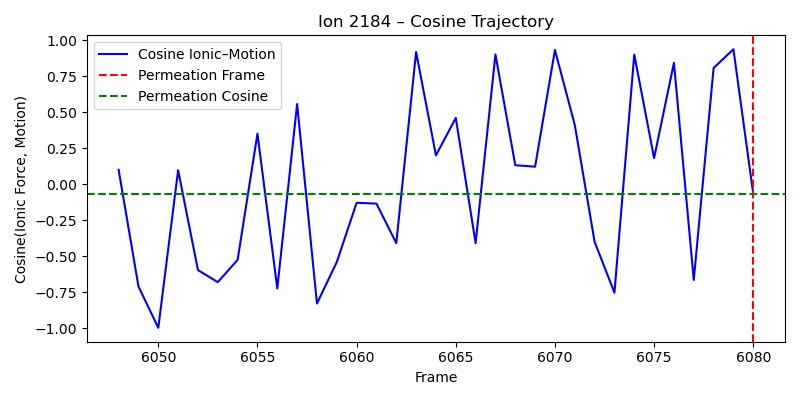 Ion 2184 – Cosine Trajectory
Cosine Ionic–Motion
Permeation Frame
Permeation Cosine
Cosine(Ionic Force, Motion)
1.00
0.75
0.50
0.25
0.00
−0.25
−0.50
−0.75
−1.00
6050 6055 6060 6065 6070 6075 6080
Frame